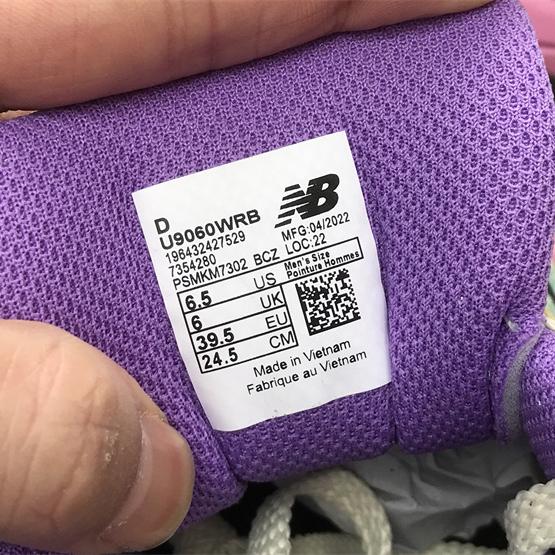 D
U9060WRB
NB
196432427529
MFG:04/2022
7354280
LOC:22
PSMKM7302 BCZ
Men's Size
Pointure Hommes
6.5 US
6 UK
39.5 EU
24.5 CM
Made in Vietnam
Fabrique au Vietnam